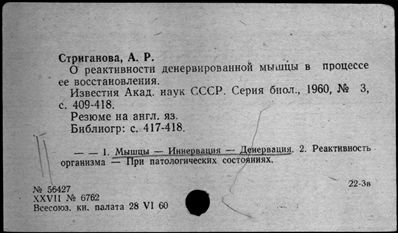 Стриганова, А. Р.
О реактивности денервированной мышцы в процессе
ее восстановления.
Известия Акад. наук СССР. Серия биол., 1960, № 3,
с. 409-418.
Резюме на англ. яз.
Библиогр: с. 417-418.
— — 1. Мышцы — Иннервация — Денервация. 2. Реактивность
организма — При патологических состояниях.
№ 56427
22-3в
XXVII № 6762
Всесоюз. кн. палата 28 VI 60